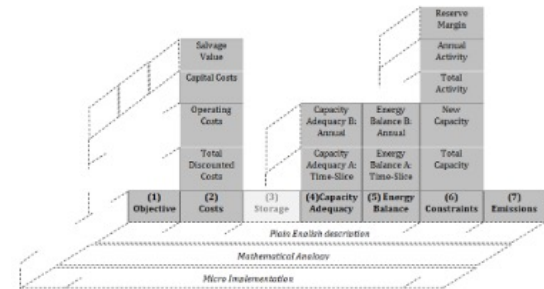 Reserve
Margin
Salvage
Value
Annual
Activity
Capital Costs
Total
Activity
Operating
Costs
Capacity
Adequacy B:
Annual
Energy
Balance B:
Annual
New
Capacity
Total
Discounted
Costs
Capacity
Adequacy A:
Time-Slice
Energy
Balance A:
Time-Slice
Total
Capacity
(1)
Objective
(2)
Costs
(3)
Storage
(4)Capacity
Adequacy
(5) Energy
Balance
(6)
Constraints
(7)
Emissions
Plain English description
Mathematical Analogy
Micro Implementation